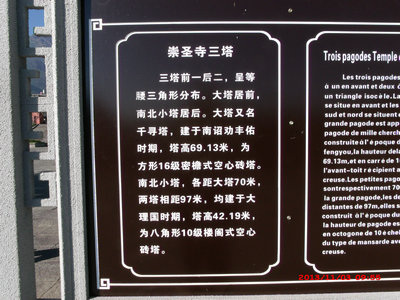 崇圣寺三塔
三塔前一后二，呈等
腰三角形分布。大塔居前，
南北小塔居后。大塔又名
千寻塔，建于南诏劝丰佑
时期，塔高69.13米，为
方形16级密檐式空心砖塔。
南北小塔，各距大塔70米，
两塔相距97米，均建于大
理国时期，塔高42.19米，
为八角形10级楼阁式空心
砖塔。
Trois pagodes Temple
Les trois pagodes
à un en avant et deux
un triangle isocèle. La
se situe en avant et les
sud et nord se situent
grande pagode est app
pagode de mille cherch
construite à l'époque d
fengyou, la hauteur de la
69.13m, et en carré de 1
l'avant-toit récipient a
creuse. Les petites pago
sont respectivement 70
la grande pagode, les de
distantes de 97m, elles s
construit à l'époque du
la hauteur de pagode es
en octogone de 10 échel
du type de mansarde ave
creuse.